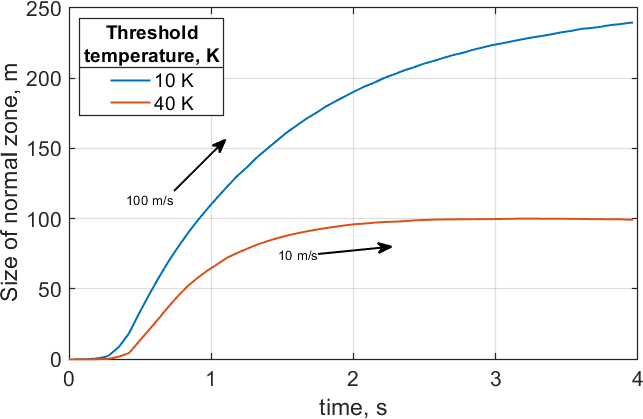 250
200
150
100
50
0
Size of normal zone, m
Threshold
temperature, K
10 K
40 K
100 m/s
10 m/s
0
1
2
3
4
time, s